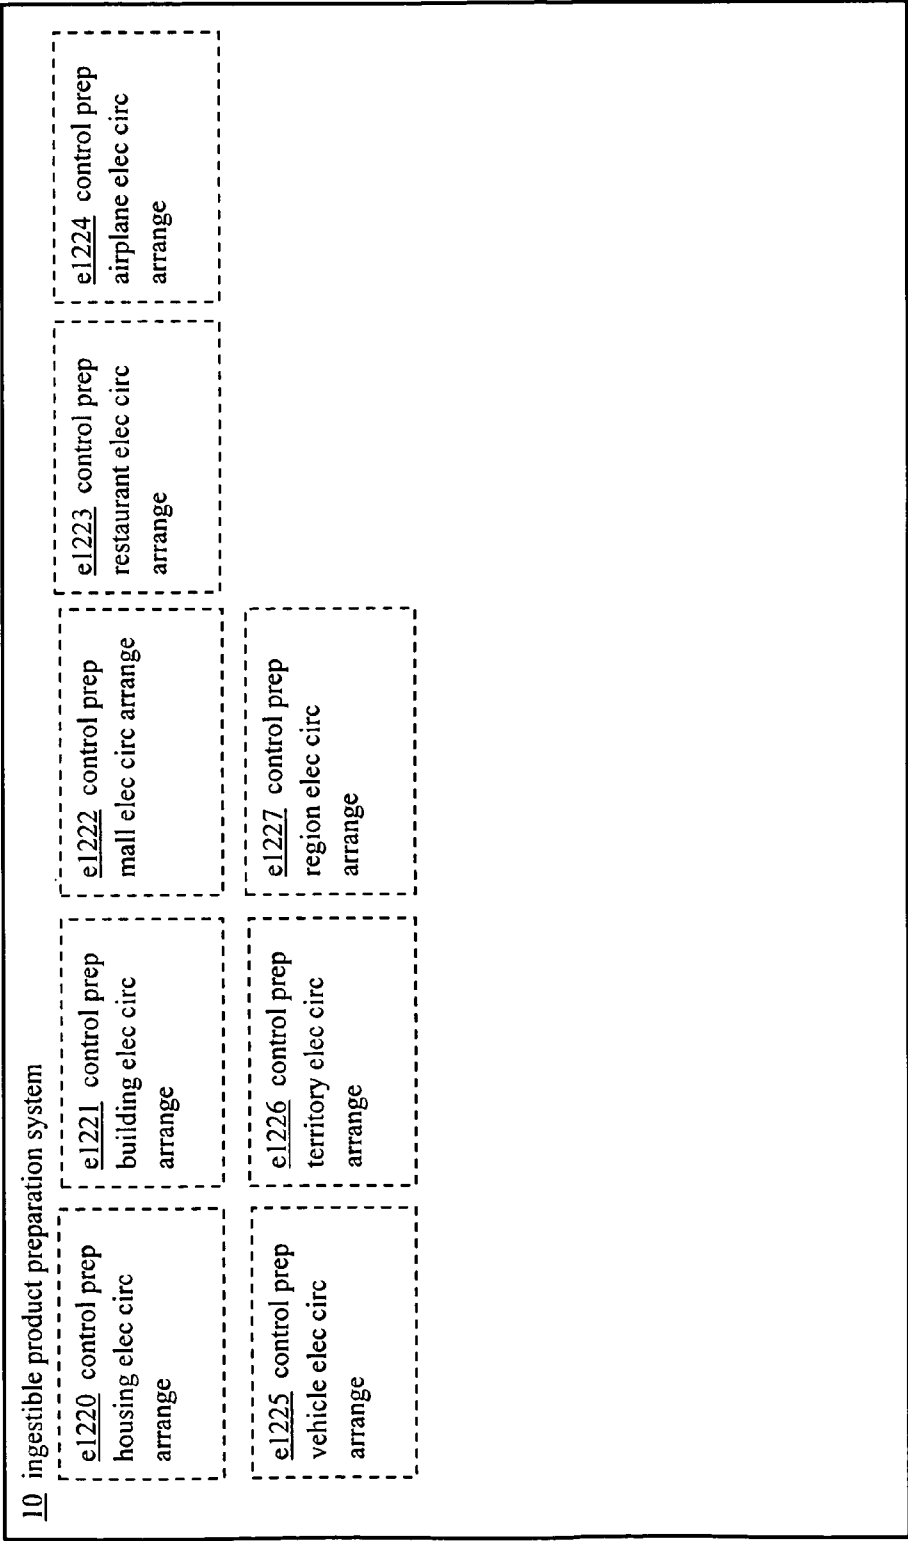 10 ingestible product preparation system
e1220 control prep
housing elec circ
arrange
e1221 control prep
building elec circ
arrange
e1222 control prep
mall elec circ arrange
e1223 control prep
restaurant elec circ
arrange
e1224 control prep
airplane elec circ
arrange
e1225 control prep
vehicle elec circ
arrange
e1226 control prep
territory elec circ
arrange
e1227 control prep
region elec circ
arrange